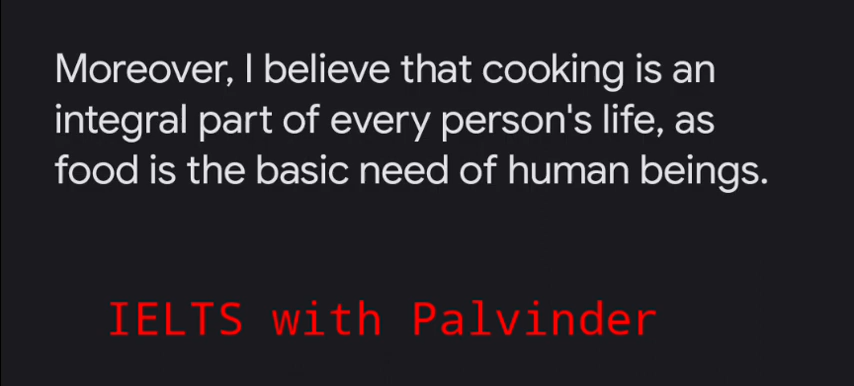 Moreover, I believe that cooking is an
integral part of every person's life, as
food is the basic need of human beings.
IELTS with Palvinder